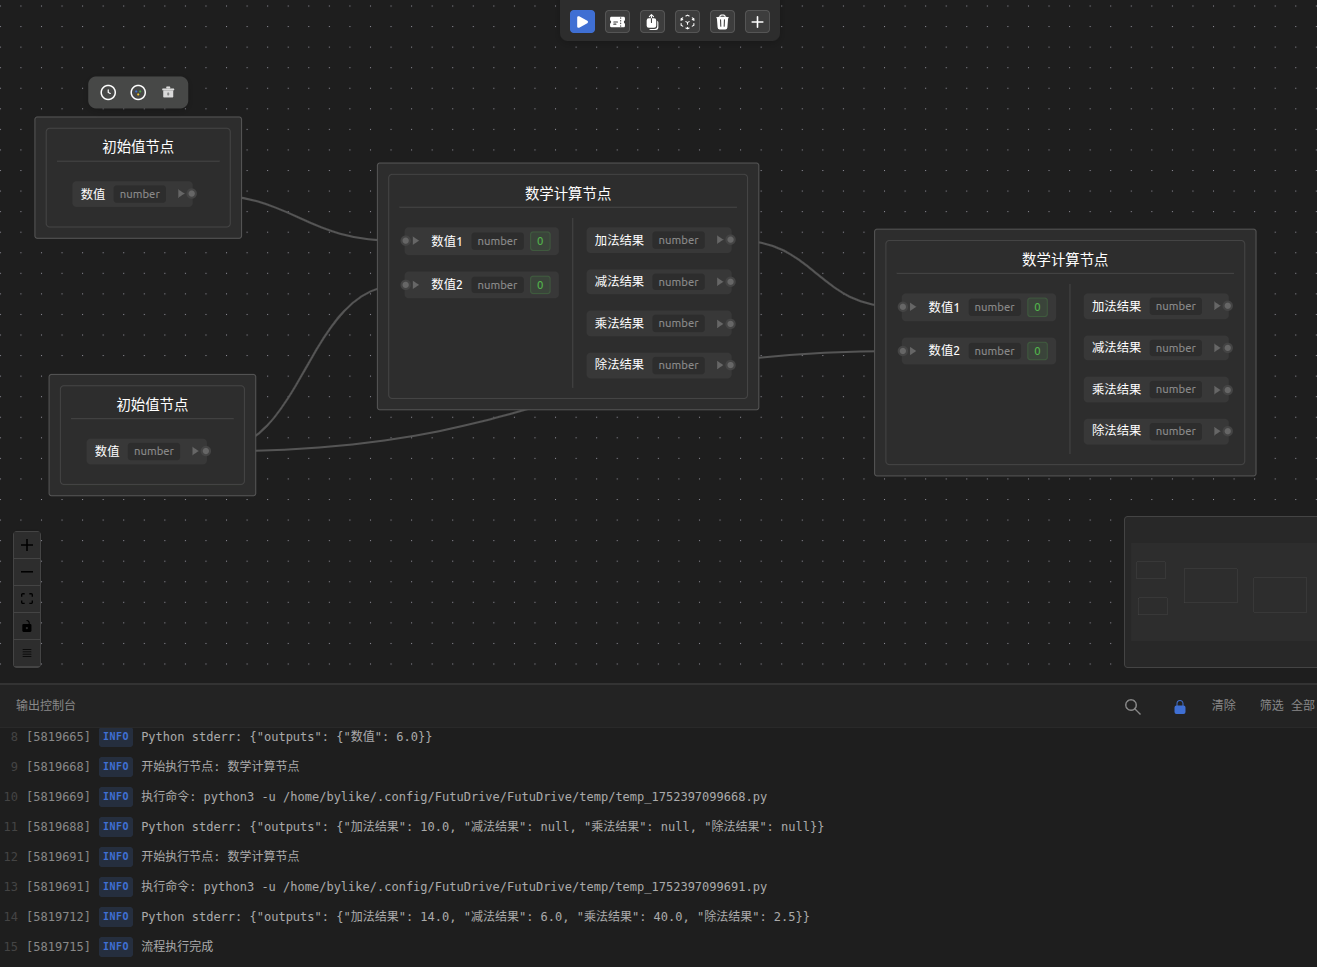 初始值节点
数值 number
数学计算节点
数值1 number 0
数值2 number 0
加法结果 number
减法结果 number
乘法结果 number
除法结果 number
数学计算节点
数值1 number 0
数值2 number 0
加法结果 number
减法结果 number
乘法结果 number
除法结果 number
初始值节点
数值 number
输出控制台 清除 筛选 全部
8 [5819665] INFO Python stderr: {"outputs": {"数值": 6.0}}
9 [5819668] INFO 开始执行节点: 数学计算节点
10 [5819669] INFO 执行命令: python3 -u /home/bylike/.config/FutuDrive/FutuDrive/temp/temp_1752397099668.py
11 [5819688] INFO Python stderr: {"outputs": {"加法结果": 10.0, "减法结果": null, "乘法结果": null, "除法结果": null}}
12 [5819691] INFO 开始执行节点: 数学计算节点
13 [5819691] INFO 执行命令: python3 -u /home/bylike/.config/FutuDrive/FutuDrive/temp/temp_1752397099691.py
14 [5819712] INFO Python stderr: {"outputs": {"加法结果": 14.0, "减法结果": 6.0, "乘法结果": 40.0, "除法结果": 2.5}}
15 [5819715] INFO 流程执行完成